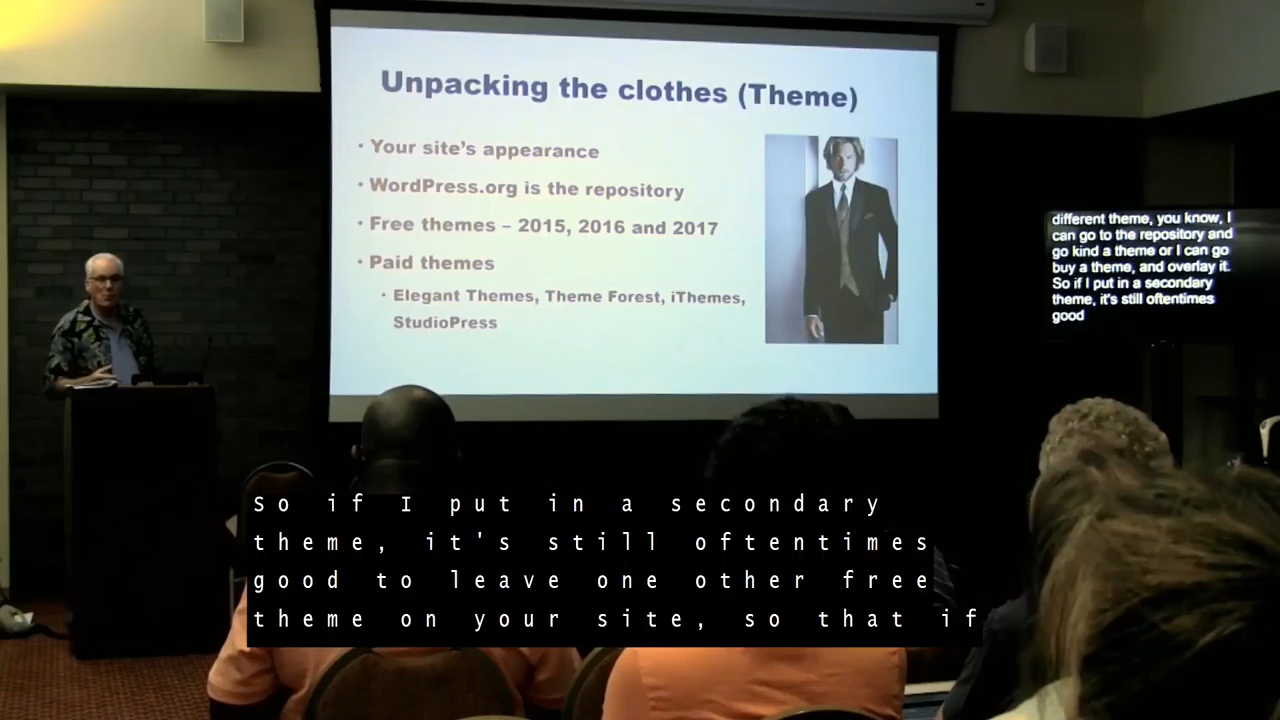 Unpacking the clothes (Theme)
• Your site's appearance
• WordPress.org is the repository
• Free themes – 2015, 2016 and 2017
• Paid themes
• Elegant Themes, Theme Forest, iThemes,
StudioPress
different theme, you know, I
can go to the repository and
go kind a theme or I can go
buy a theme, and overlay it.
So if I put in a secondary
theme, it's still oftentimes
good
So if I put in a secondary
theme, it's still oftentimes
good to leave one other free
theme on your site, so that if